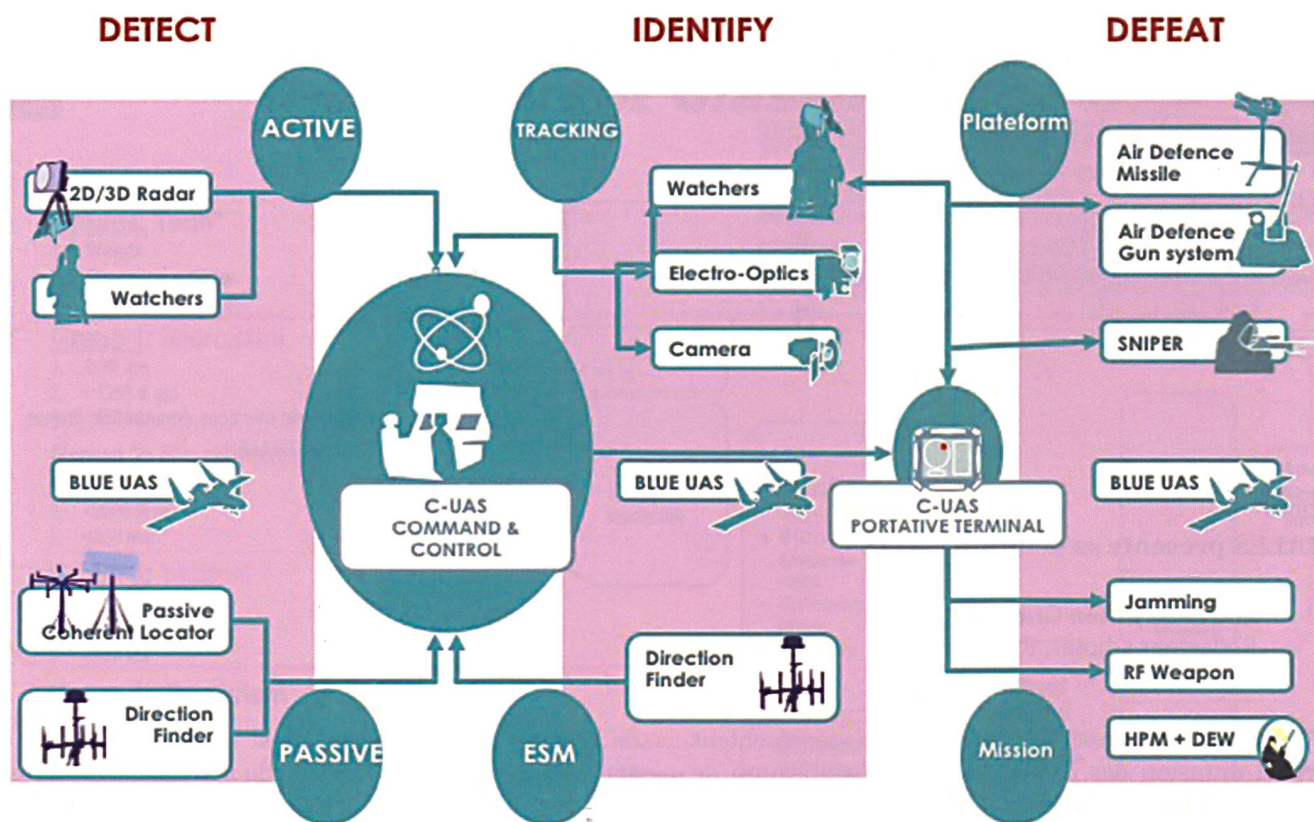 DETECT
IDENTIFY
DEFEAT
ACTIVE
TRACKING
Plateform
2D/3D Radar
Watchers
Watchers
Electro-Optics
Camera
Air Defence
Missile
Air Defence
Gun system
SNIPER
BLUE UAS
C-UAS
COMMAND &
CONTROL
BLUE UAS
C-UAS
PORTATIVE TERMINAL
BLUE UAS
Passive
Coherent Locator
Direction
Finder
PASSIVE
ESM
Direction
Finder
Mission
Jamming
RF Weapon
HPM + DEW